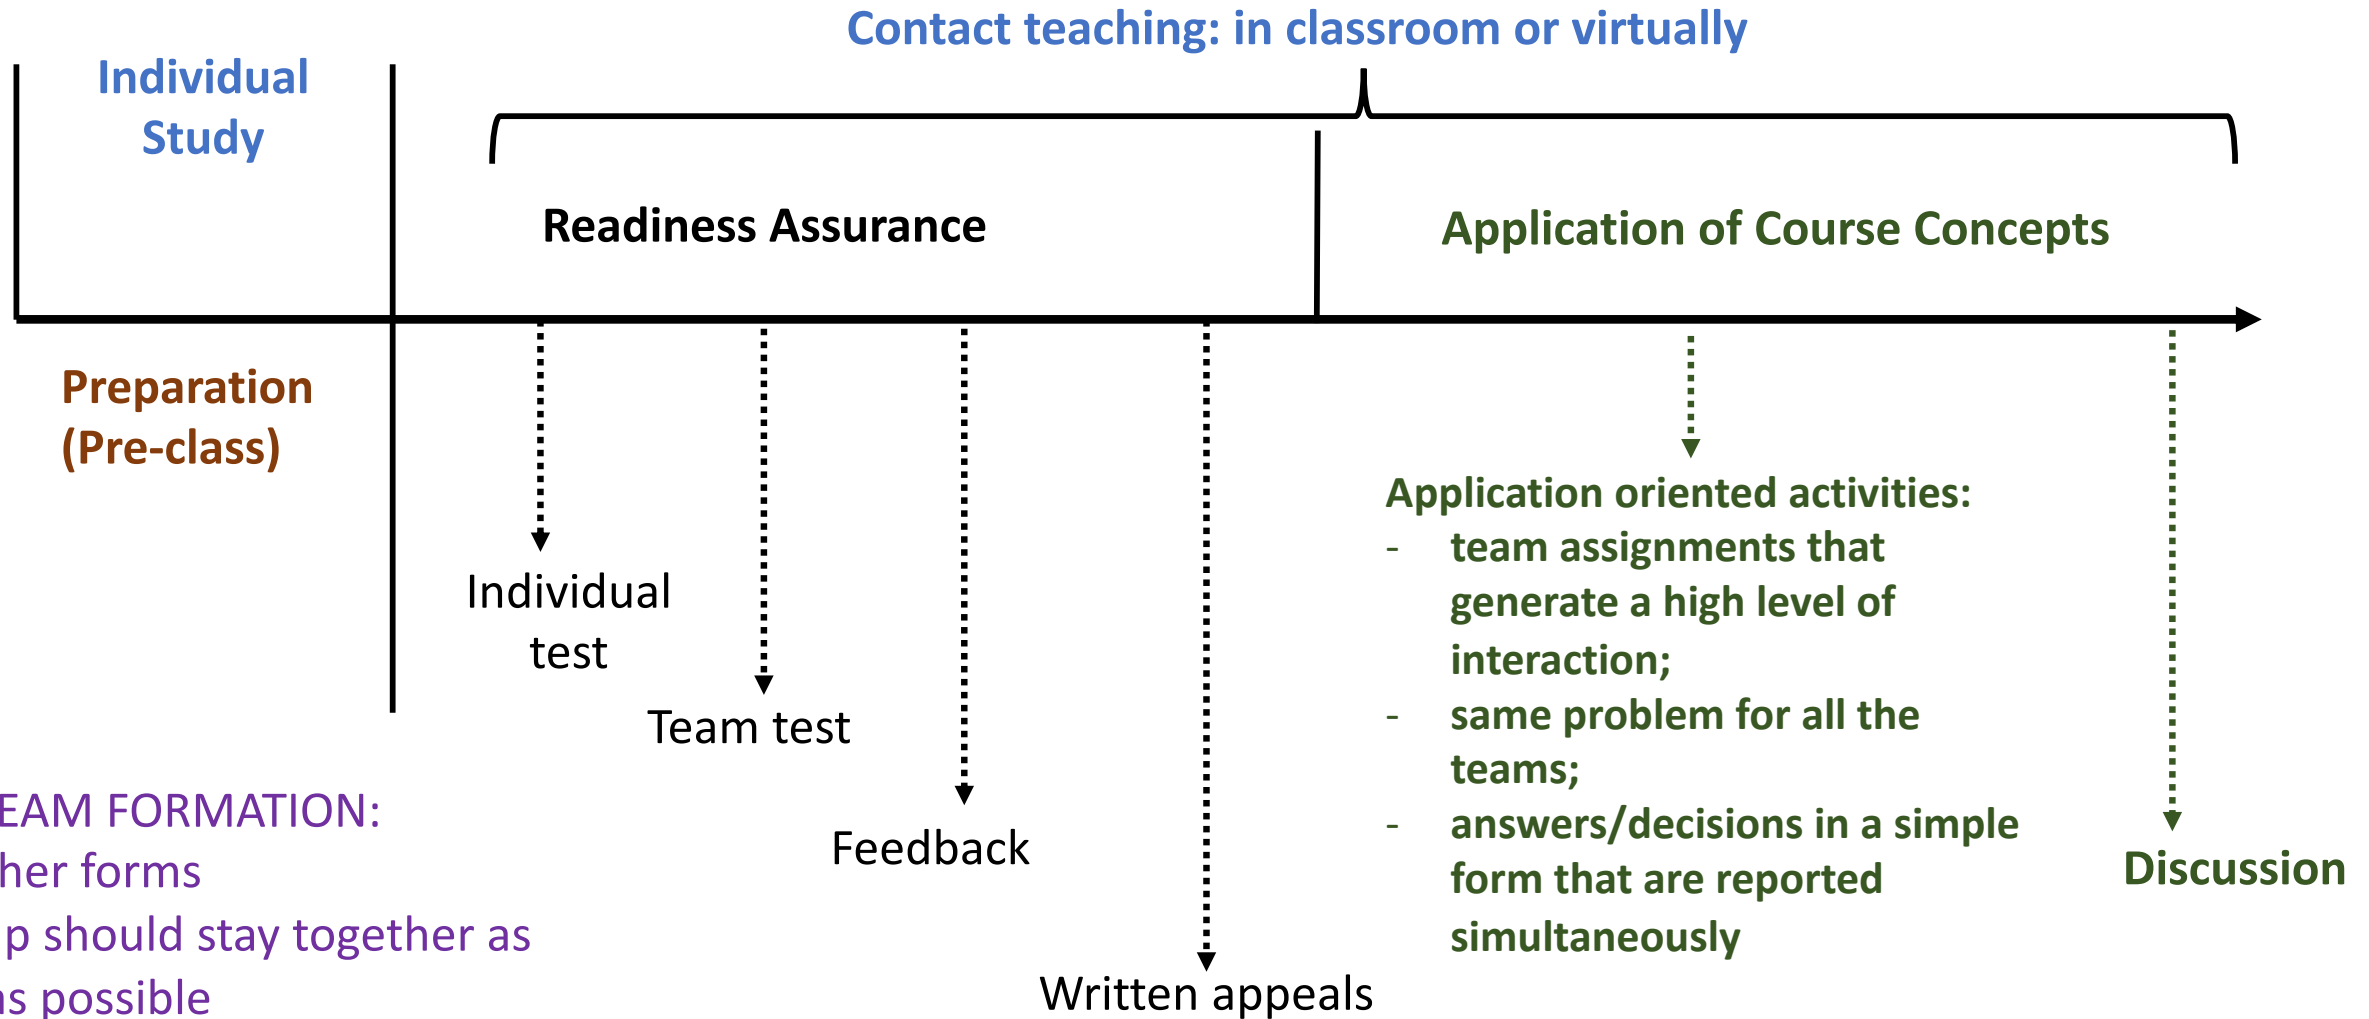 Contact teaching: in classroom or virtually
Individual
Study
Readiness Assurance
Application of Course Concepts
Preparation
(Pre-class)
Individual
test
Team test
Feedback
Written appeals
Application oriented activities:
- team assignments that
generate a high level of
interaction;
- same problem for all the
teams;
- answers/decisions in a simple
form that are reported
simultaneously
Discussion
EAM FORMATION:
her forms
p should stay together as
possible